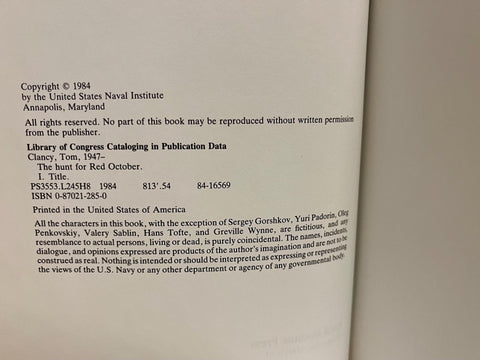 Copyright © 1984
by the United States Naval Institute
Annapolis, Maryland
All rights reserved. No part of this book may be reproduced without written permission
from the publisher.
Library of Congress Cataloging in Publication Data
Clancy, Tom, 1947–
The hunt for Red October.
I. Title.
PS3553.L245H8 1984 813'.54 84-16569
ISBN 0-87021-285-0
Printed in the United States of America
All the characters in this book, with the exception of Sergey Gorshkov, Yuri Padorin, Oleg
Penkovskiy, Valery Sablin, Hans Tofte, and Greville Wynne, are fictitious, and any
resemblance to actual persons, living or dead, is purely coincidental. The names, incidents,
dialogue, and opinions expressed are products of the author's imagination and are not to be
construed as real. Nothing is intended or should be interpreted as expressing or representing
the views of the U.S. Navy or any other department or agency of any governmental body.